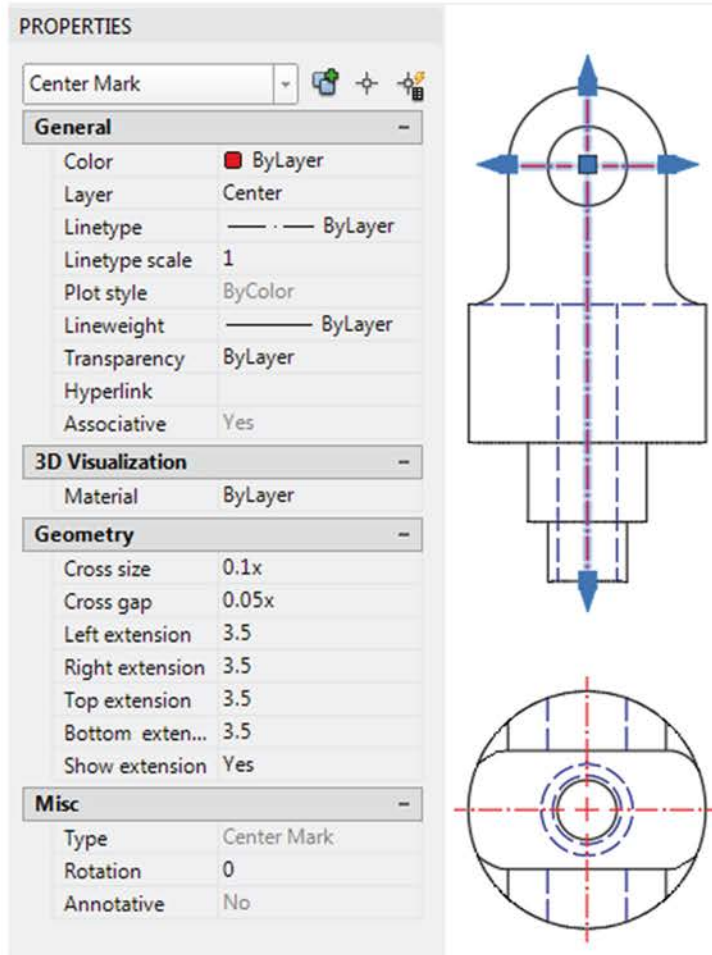 PROPERTIES
Center Mark
General
Color ByLayer
Layer Center
Linetype ByLayer
Linetype scale 1
Plot style ByColor
Lineweight ByLayer
Transparency ByLayer
Hyperlink
Associative Yes
3D Visualization
Material ByLayer
Geometry
Cross size 0.1x
Cross gap 0.05x
Left extension 3.5
Right extension 3.5
Top extension 3.5
Bottom exten... 3.5
Show extension Yes
Misc
Type Center Mark
Rotation 0
Annotative No